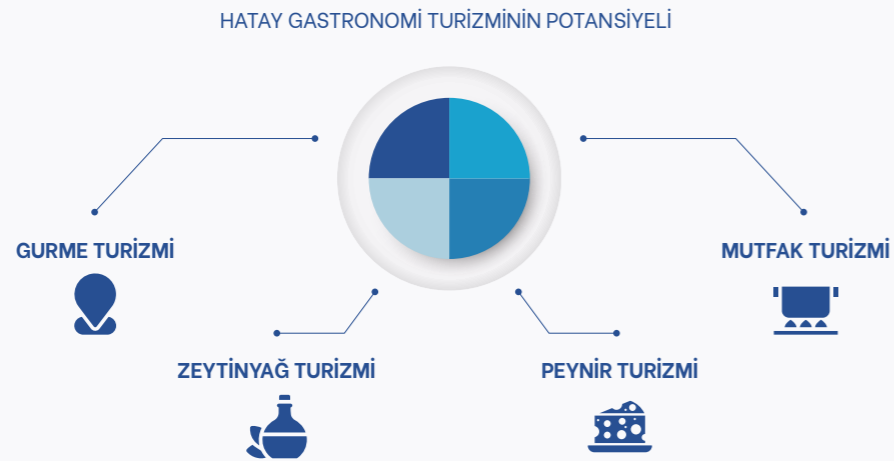 HATAY GASTRONOMİ TURİZMİNİN POTANSİYELİ
GURME TURİZMİ
MUTFAK TURİZMİ
ZEYTİNYAĞ TURİZMİ
PEYNİR TURİZMİ